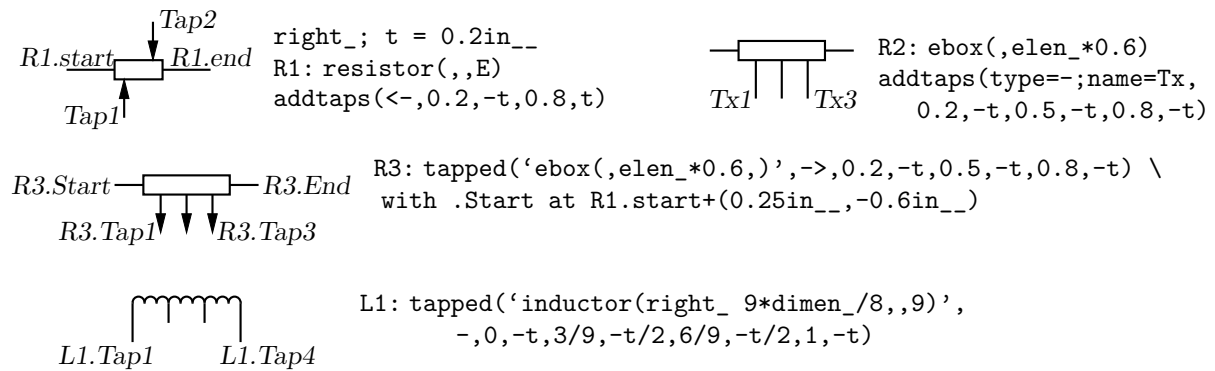 Tap2
R1.start R1.end
Tap1
right_; t = 0.2in__
R1: resistor(,,E)
addtaps(<-,0.2,-t,0.8,t)
Tx1 Tx3
R2: ebox(,elen_*0.6)
addtaps(type=-;name=Tx,
0.2,-t,0.5,-t,0.8,-t)
R3.Start R3.End
R3.Tap1 R3.Tap3
R3: tapped(‘ebox(,elen_*0.6,)’,->,0.2,-t,0.5,-t,0.8,-t) \
with .Start at R1.start+(0.25in__,-0.6in__)
L1.Tap1 L1.Tap4
L1: tapped(‘inductor(right_ 9*dimen_/8,,9)’,
-,0,-t,3/9,-t/2,6/9,-t/2,1,-t)